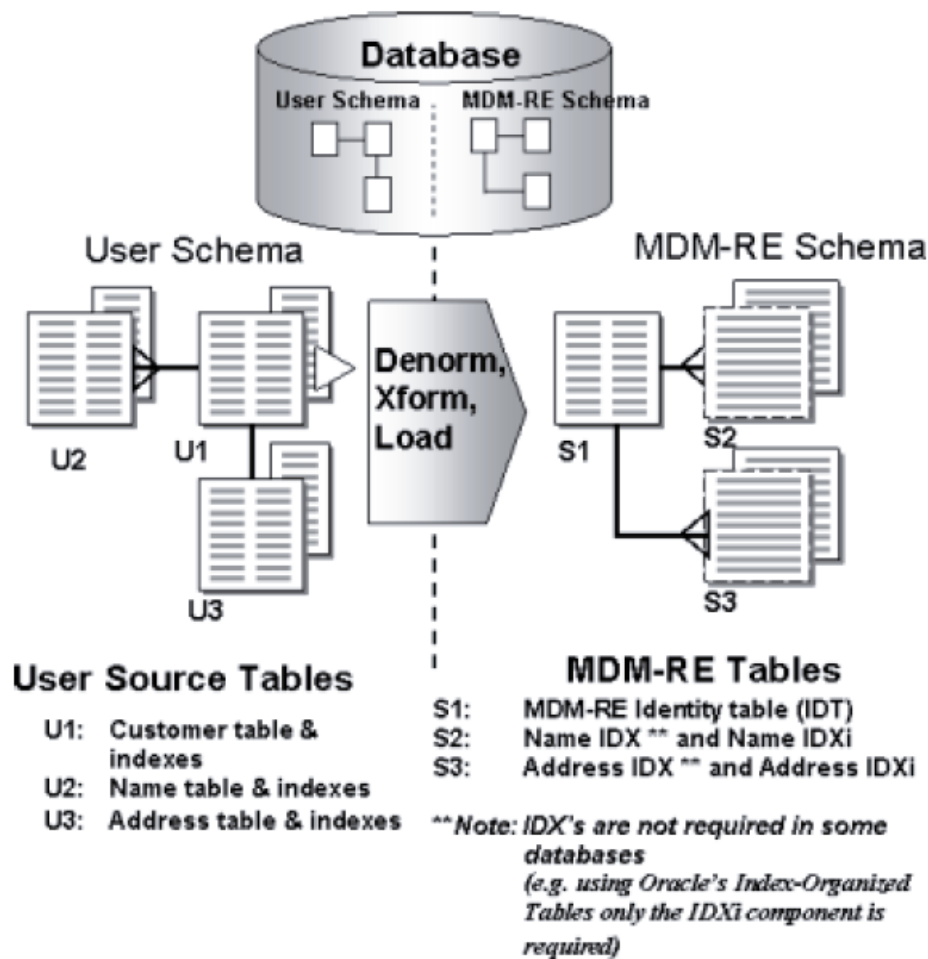 Database
User Schema
MDM-RE Schema
User Schema
MDM-RE Schema
Denorm,
Xform,
Load
U2
U1
U3
S1
S2
S3
User Source Tables
U1: Customer table &
indexes
U2: Name table & indexes
U3: Address table & indexes
MDM-RE Tables
S1: MDM-RE Identity table (IDT)
S2: Name IDX ** and Name IDXi
S3: Address IDX ** and Address IDXi
**Note: IDX's are not required in some
databases
(e.g. using Oracle's Index-Organized
Tables only the IDXi component is
required)